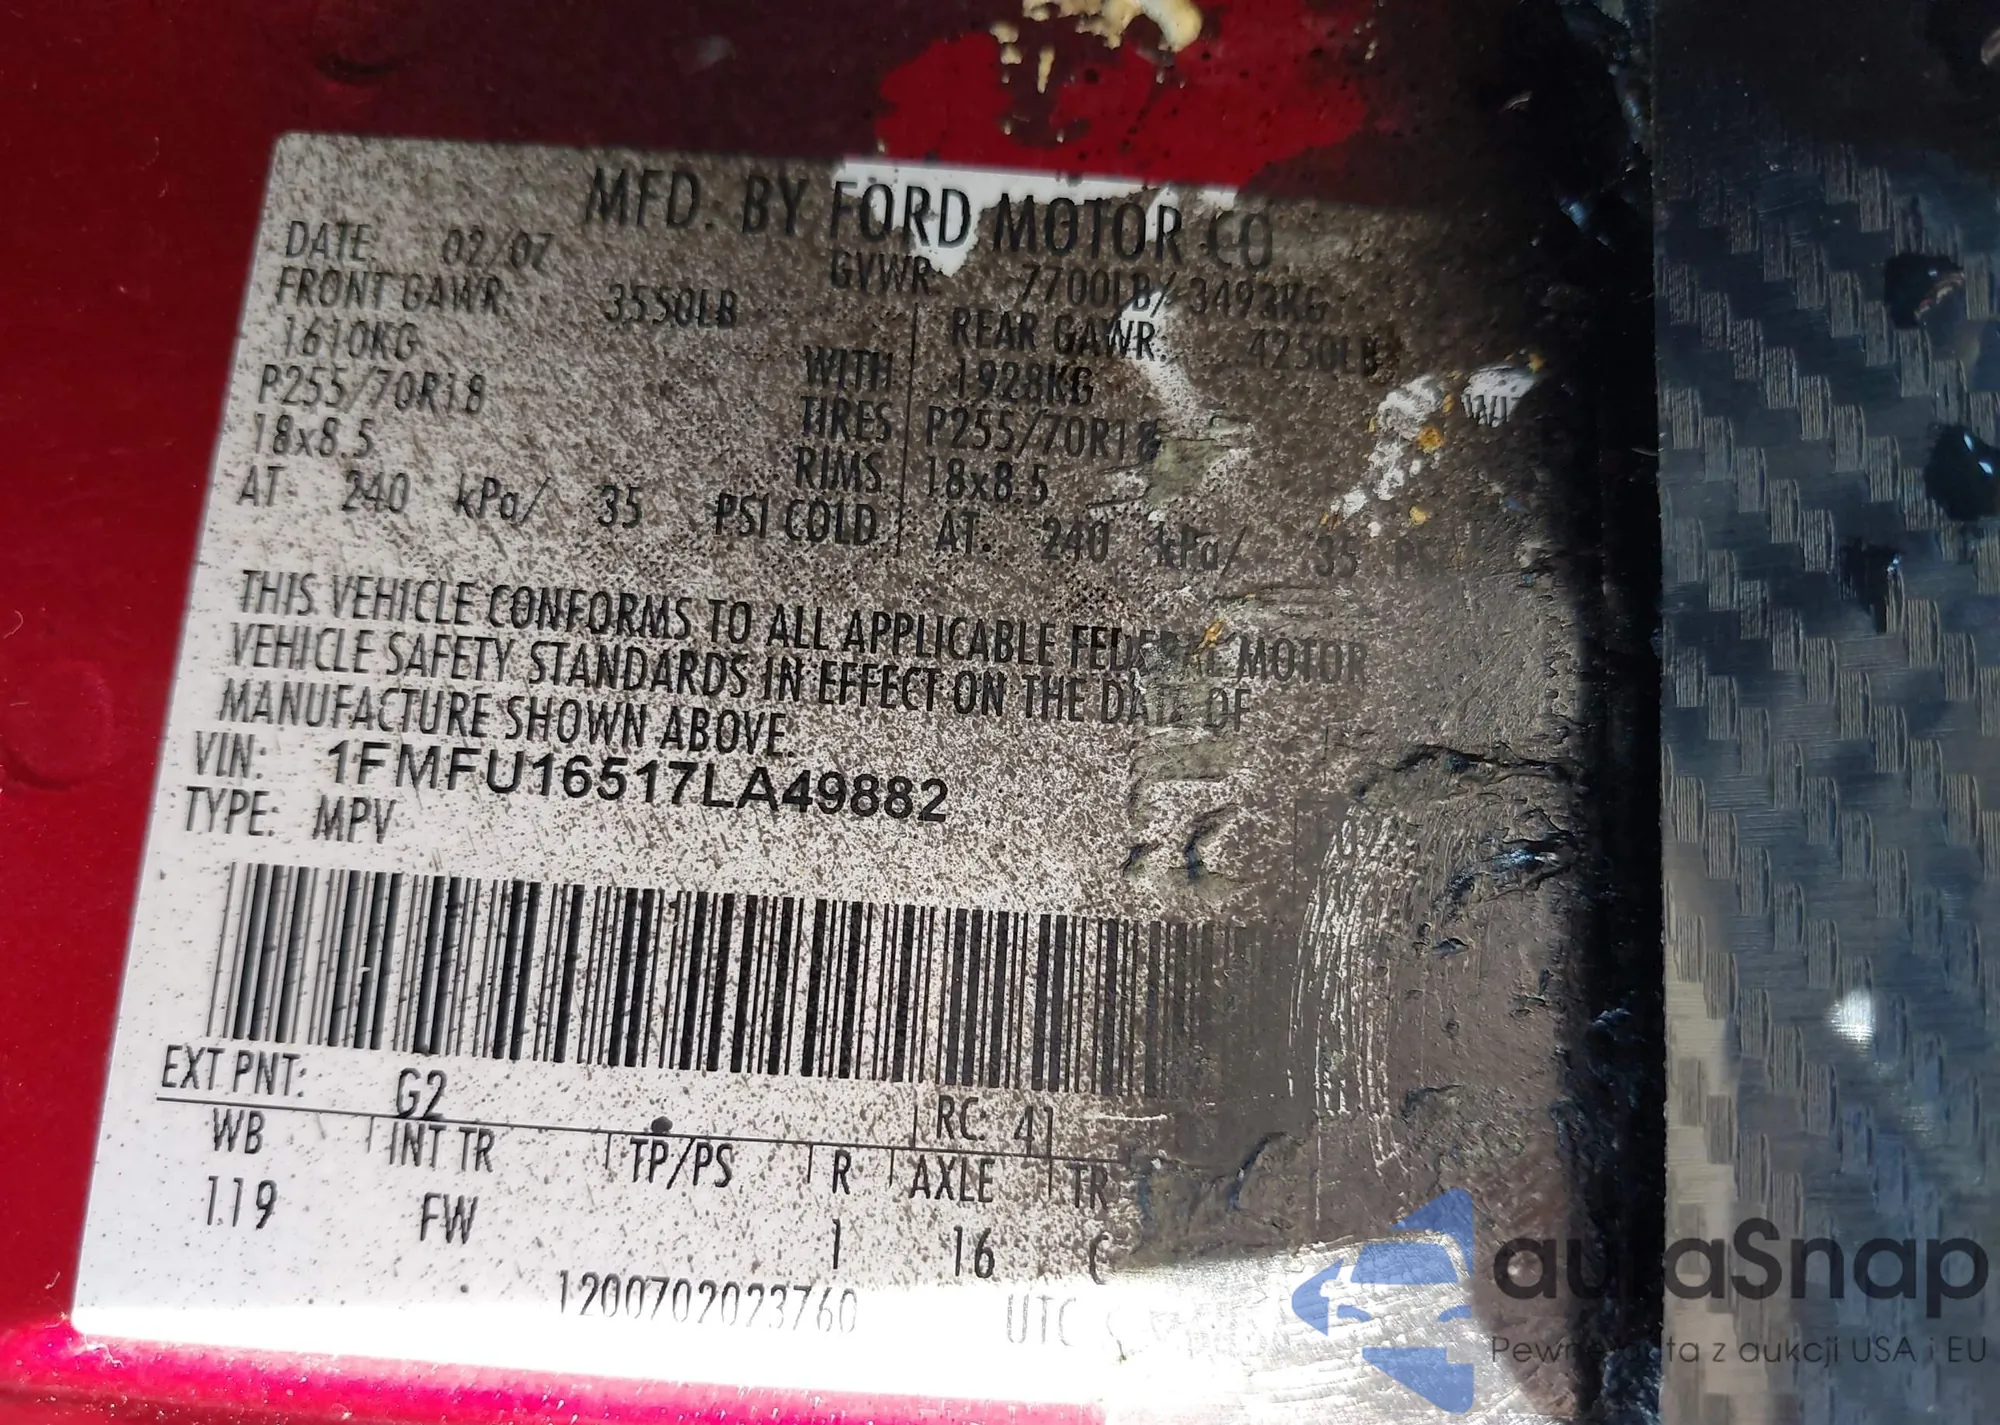 MFD. BY FORD MOTOR CO
DATE: 02/07 GVWR: 7700LB/ 3493KG
FRONT GAWR: 3550LB REAR GAWR: 4250LB
1610KG WITH 1928KG
P255/70R18 TIRES P255/70R18
18x8.5 RIMS 18x8.5
AT 240 kPa/ 35 PSI COLD AT 240 kPa/ 35
THIS VEHICLE CONFORMS TO ALL APPLICABLE FEDERAL MOTOR
VEHICLE SAFETY STANDARDS IN EFFECT ON THE DATE OF
MANUFACTURE SHOWN ABOVE.
VIN: 1FMFU16517LA49882
TYPE: MPV
EXT PNT: G2 RC: 41
WB INT TR TP/PS R AXLE TR
119 FW 1 16 C
1200702023760 UTC
auraSnap
Pewne auta z aukcji USA i EU